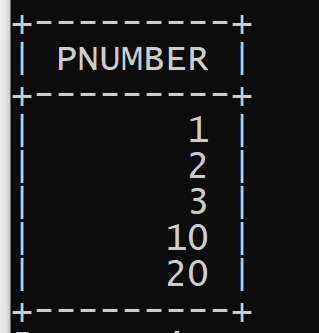 +---------+
| PNUMBER |
+---------+
|       1 |
|       2 |
|       3 |
|      10 |
|      20 |
+---------+